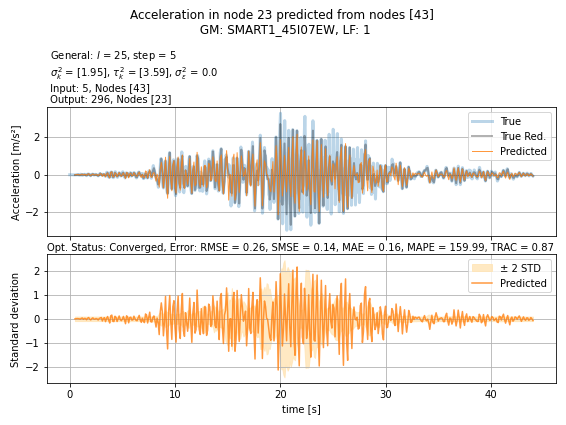 Acceleration in node 23 predicted from nodes [43]
GM: SMART1_45I07EW, LF: 1
General: l = 25, step = 5
σ²ₖ = [1.95], τ²ₖ = [3.59], σ²ε = 0.0
Input: 5, Nodes [43]
Output: 296, Nodes [23]
True
True Red.
Predicted
Acceleration [m/s²]
2
0
−2
Opt. Status: Converged, Error: RMSE = 0.26, SMSE = 0.14, MAE = 0.16, MAPE = 159.99, TRAC = 0.87
± 2 STD
Predicted
Standard deviation
2
1
0
−1
−2
0 10 20 30 40
time [s]